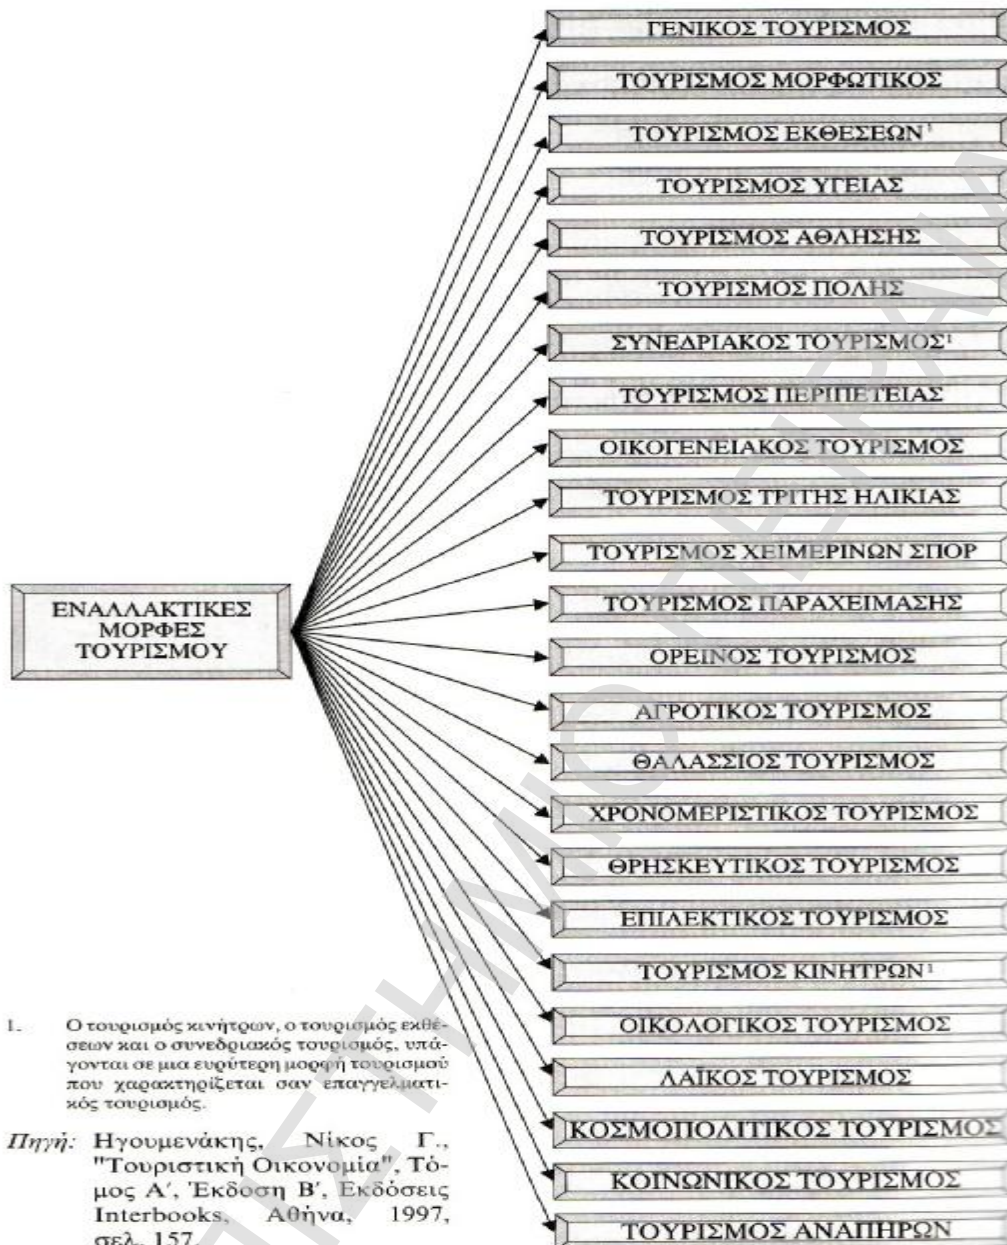 ΓΕΝΙΚΟΣ ΤΟΥΡΙΣΜΟΣ
ΤΟΥΡΙΣΜΟΣ ΜΟΡΦΩΤΙΚΟΣ
ΤΟΥΡΙΣΜΟΣ ΕΚΘΕΣΕΩΝ¹
ΤΟΥΡΙΣΜΟΣ ΥΓΕΙΑΣ
ΤΟΥΡΙΣΜΟΣ ΑΘΛΗΣΗΣ
ΤΟΥΡΙΣΜΟΣ ΠΟΛΗΣ
ΣΥΝΕΔΡΙΑΚΟΣ ΤΟΥΡΙΣΜΟΣ¹
ΤΟΥΡΙΣΜΟΣ ΠΕΡΙΠΕΤΕΙΑΣ
ΟΙΚΟΓΕΝΕΙΑΚΟΣ ΤΟΥΡΙΣΜΟΣ
ΤΟΥΡΙΣΜΟΣ ΤΡΙΤΗΣ ΗΛΙΚΙΑΣ
ΤΟΥΡΙΣΜΟΣ ΧΕΙΜΕΡΙΝΩΝ ΣΠΟΡ
ΕΝΑΛΛΑΚΤΙΚΕΣ
ΜΟΡΦΕΣ
ΤΟΥΡΙΣΜΟΥ
ΤΟΥΡΙΣΜΟΣ ΠΑΡΑΧΕΙΜΑΣΗΣ
ΟΡΕΙΝΟΣ ΤΟΥΡΙΣΜΟΣ
ΑΓΡΟΤΙΚΟΣ ΤΟΥΡΙΣΜΟΣ
ΘΑΛΑΣΣΙΟΣ ΤΟΥΡΙΣΜΟΣ
ΧΡΟΝΟΜΕΡΙΣΤΙΚΟΣ ΤΟΥΡΙΣΜΟΣ
ΘΡΗΣΚΕΥΤΙΚΟΣ ΤΟΥΡΙΣΜΟΣ
ΕΠΙΛΕΚΤΙΚΟΣ ΤΟΥΡΙΣΜΟΣ
ΤΟΥΡΙΣΜΟΣ ΚΙΝΗΤΡΩΝ¹
ΟΙΚΟΛΟΓΙΚΟΣ ΤΟΥΡΙΣΜΟΣ
ΛΑΪΚΟΣ ΤΟΥΡΙΣΜΟΣ
ΚΟΣΜΟΠΟΛΙΤΙΚΟΣ ΤΟΥΡΙΣΜΟΣ
ΚΟΙΝΩΝΙΚΟΣ ΤΟΥΡΙΣΜΟΣ
ΤΟΥΡΙΣΜΟΣ ΑΝΑΠΗΡΩΝ
1. Ο τουρισμός κινήτρων, ο τουρισμός εκθέ-
σεων και ο συνεδριακός τουρισμός, υπά-
γονται σε μια ευρύτερη μορφή τουρισμού
που χαρακτηρίζεται σαν επαγγελματι-
κός τουρισμός.
Πηγή: Ηγουμενάκης, Νίκος Γ.,
"Τουριστική Οικονομία", Τό-
μος Α', Έκδοση Β', Εκδόσεις
Interbooks, Αθήνα, 1997,
σελ. 157.